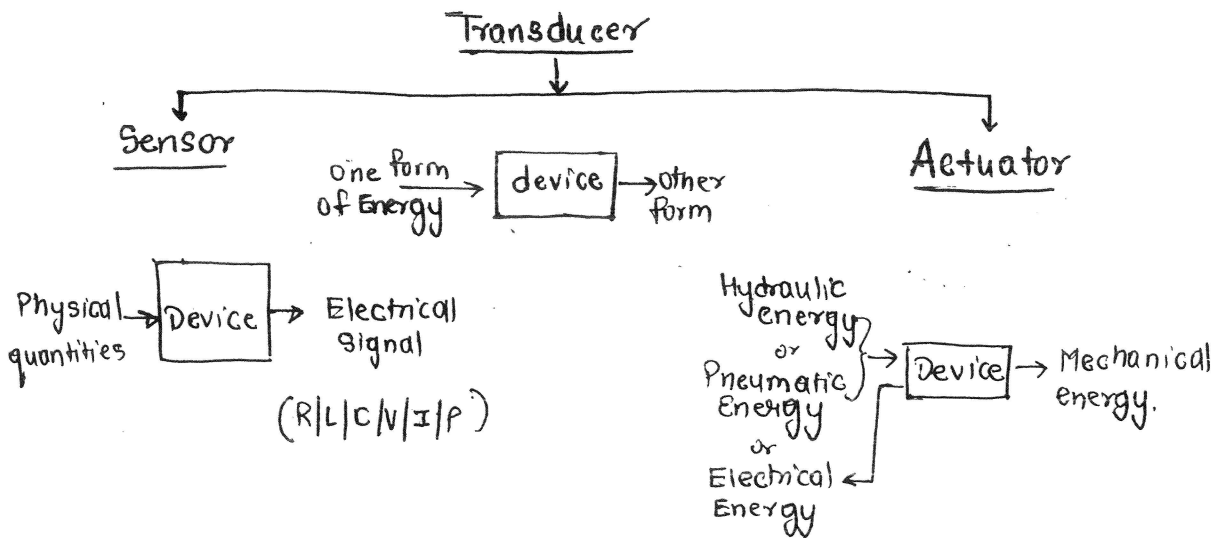 Transducer
Sensor
Actuator
one form
of Energy
device
other
form
Physical
quantities
Device
Electrical
Signal
(R/L/C/V/I/P)
Hydraulic
energy
or
Pneumatic
Energy
or
Electrical
Energy
Device
Mechanical
energy.